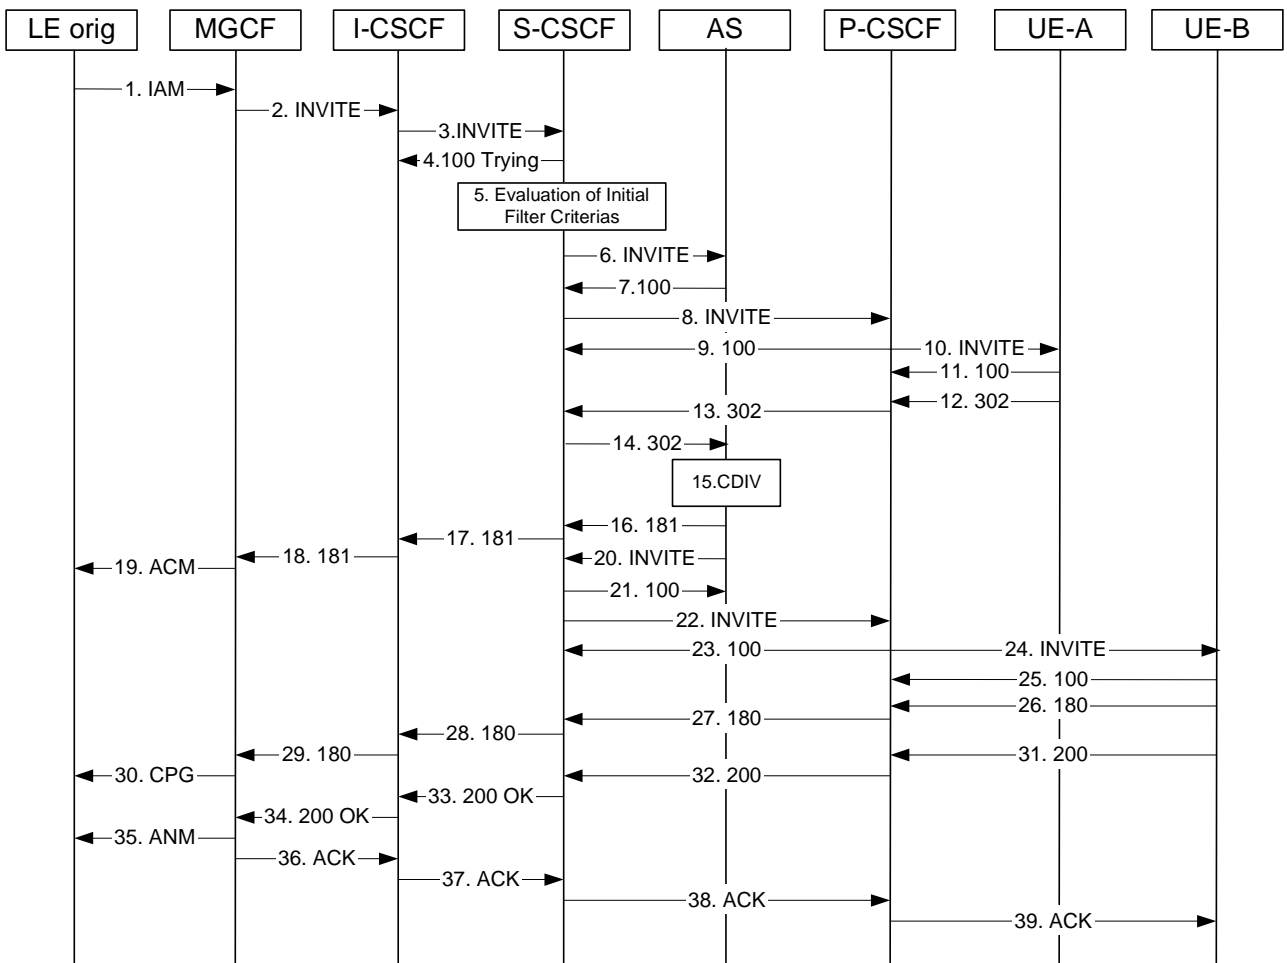 LE orig
MGCF
I-CSCF
S-CSCF
AS
P-CSCF
UE-A
UE-B
1. IAM
2. INVITE
3.INVITE
4.100 Trying
5. Evaluation of Initial
Filter Criterias
6. INVITE
7.100
8. INVITE
9. 100
10. INVITE
11. 100
12. 302
13. 302
14. 302
15.CDIV
16. 181
17. 181
18. 181
19. ACM
20. INVITE
21. 100
22. INVITE
23. 100
24. INVITE
25. 100
26. 180
27. 180
28. 180
29. 180
30. CPG
31. 200
32. 200
33. 200 OK
34. 200 OK
35. ANM
36. ACK
37. ACK
38. ACK
39. ACK